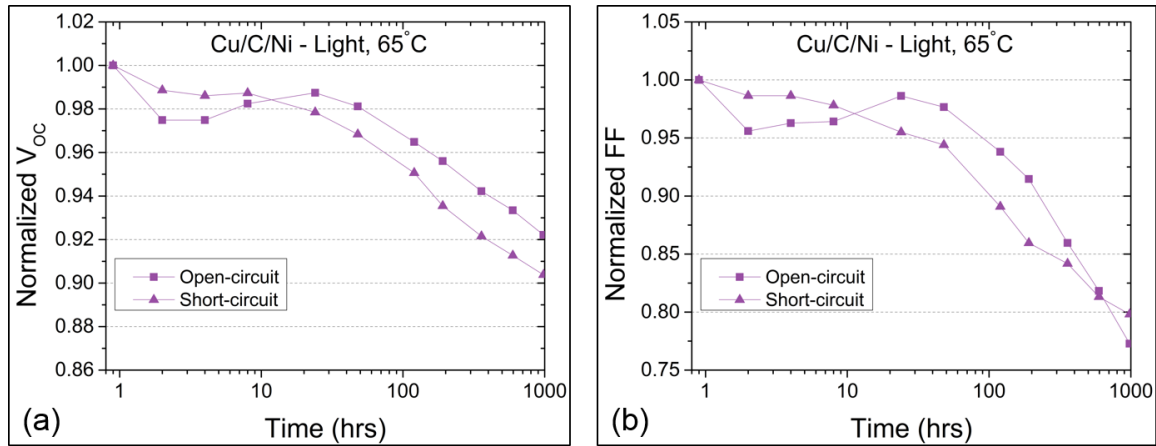 Cu/C/Ni - Light, 65°C
Normalized V_OC
1.02
1.00
0.98
0.96
0.94
0.92
0.90
0.88
0.86
Open-circuit
Short-circuit
1
10
100
1000
Time (hrs)
(a)
Cu/C/Ni - Light, 65°C
Normalized FF
1.05
1.00
0.95
0.90
0.85
0.80
0.75
Open-circuit
Short-circuit
1
10
100
1000
Time (hrs)
(b)